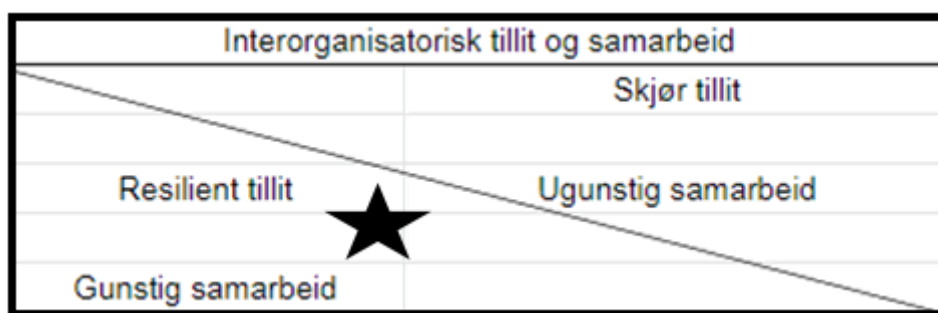 Interorganisatorisk tillit og samarbeid
Skjør tillit
Resilient tillit
Ugunstig samarbeid
Gunstig samarbeid